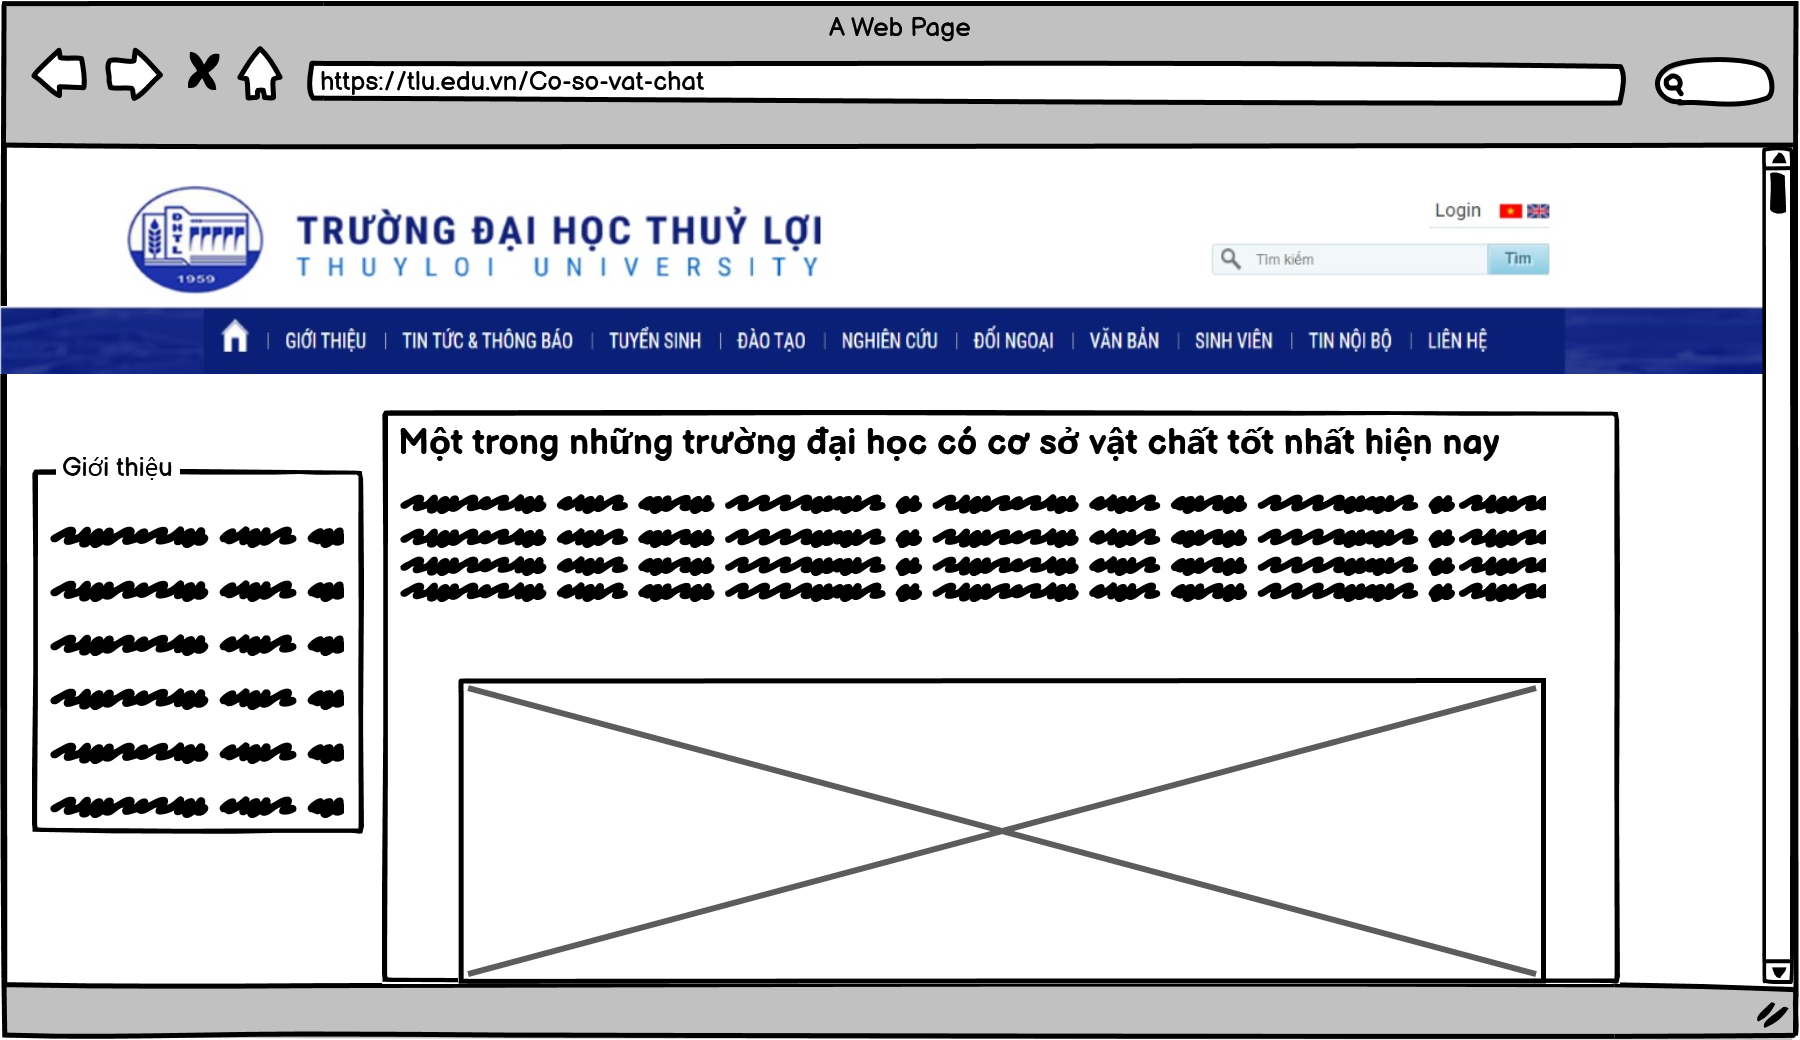 A Web Page
https://tlu.edu.vn/Co-so-vat-chat
ĐHTL
1959
TRƯỜNG ĐẠI HỌC THUỶ LỢI
THUYLOI UNIVERSITY
Login
Tìm kiếm
Tìm
GIỚI THIỆU
TIN TỨC & THÔNG BÁO
TUYỂN SINH
ĐÀO TẠO
NGHIÊN CỨU
ĐỐI NGOẠI
VĂN BẢN
SINH VIÊN
TIN NỘI BỘ
LIÊN HỆ
Giới thiệu
Một trong những trường đại học có cơ sở vật chất tốt nhất hiện nay